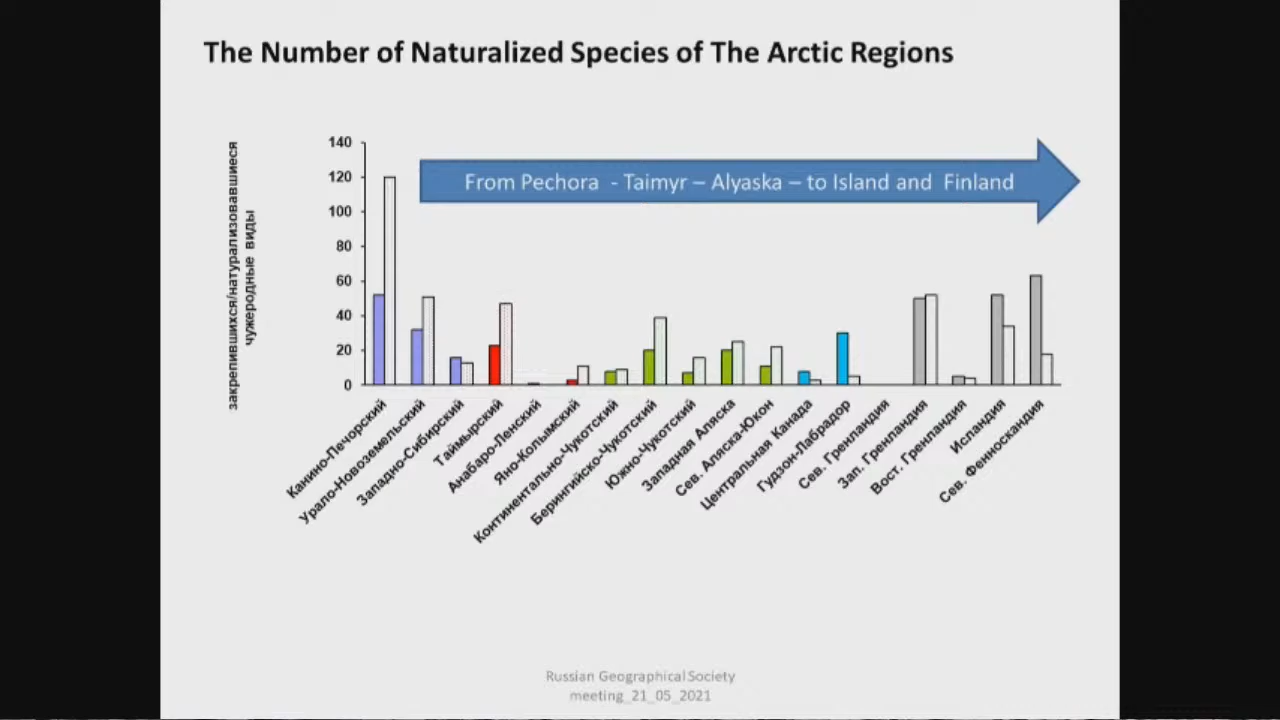 The Number of Naturalized Species of The Arctic Regions
закрепившихся/натурализовавшиеся
чужеродные виды
140
120
100
80
60
40
20
0
From Pechora - Taimyr – Alyaska – to Island and Finland
Канино-Печорский
Урало-Новоземельский
Западно-Сибирский
Таймырский
Анабаро-Ленский
Яно-Колымский
Континентально-Чукотский
Берингийско-Чукотский
Южно-Чукотский
Западная Аляска
Сев. Аляска-Юкон
Центральная Канада
Гудзон-Лабрадор
Сев. Гренландия
Зап. Гренландия
Вост. Гренландия
Исландия
Сев. Фенноскандия
Russian Geographical Society
meeting_21_05_2021